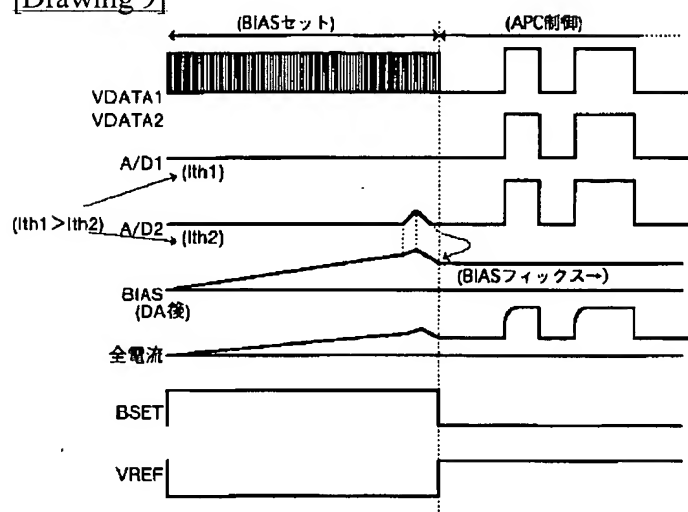 [Drawing 9]
(BIASセット)
(APC制御)
VDATA1
VDATA2
A/D1
(Ith1)
(Ith1>Ith2)
A/D2
(Ith2)
(BIASフィックス→)
BIAS
(DA後)
全電流
BSET
VREF